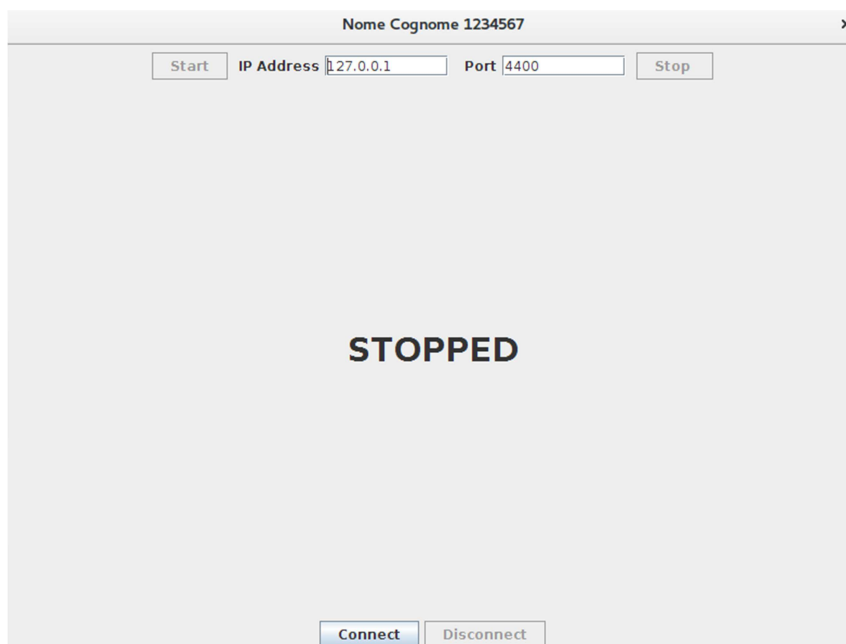 Nome Cognome 1234567
Start IP Address 127.0.0.1 Port 4400 Stop
STOPPED
Connect Disconnect